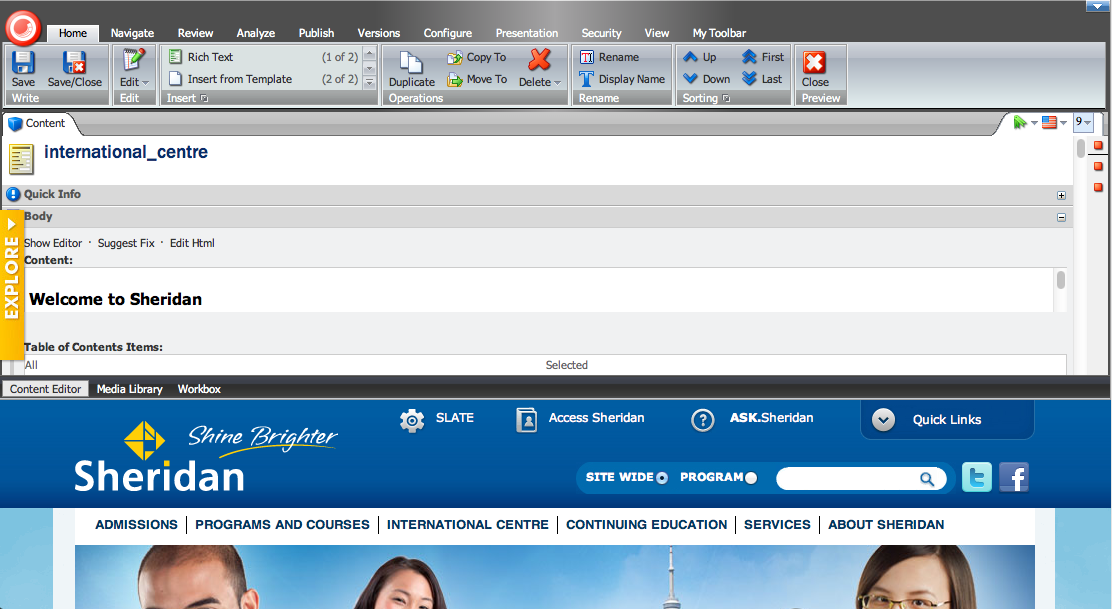 Home Navigate Review Analyze Publish Versions Configure Presentation Security View My Toolbar
Rich Text (1 of 2) Copy To Rename Up First
Insert from Template (2 of 2) Move To Display Name Down Last
Save Save/Close Edit Duplicate Delete Close
Write Edit Insert Operations Rename Sorting Preview
Content 9
international_centre
Quick Info
Body
EXPLORE
Show Editor · Suggest Fix · Edit Html
Content:
Welcome to Sheridan
Table of Contents Items:
All Selected
Content Editor Media Library Workbox
SLATE Access Sheridan ? ASK.Sheridan Quick Links
Shine Brighter
Sheridan
SITE WIDE PROGRAM t f
ADMISSIONS PROGRAMS AND COURSES INTERNATIONAL CENTRE CONTINUING EDUCATION SERVICES ABOUT SHERIDAN